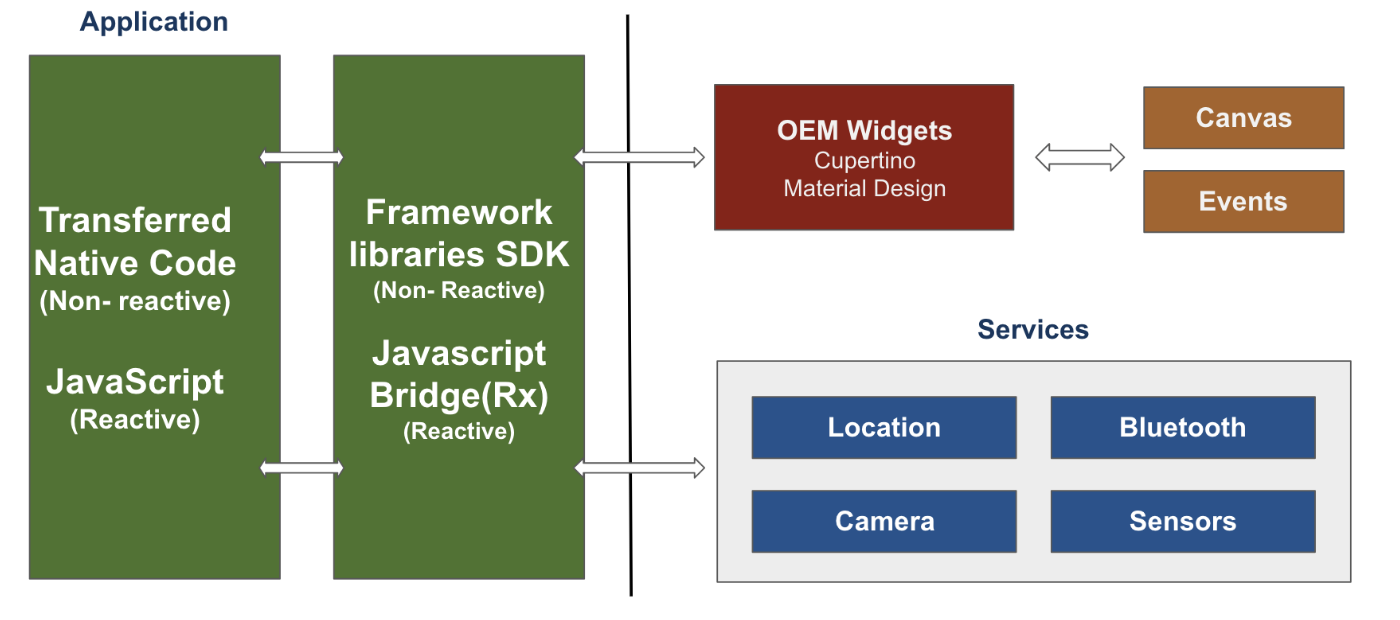 Application
Transferred
Native Code
(Non- reactive)
JavaScript
(Reactive)
Framework
libraries SDK
(Non- Reactive)
Javascript
Bridge(Rx)
(Reactive)
OEM Widgets
Cupertino
Material Design
Canvas
Events
Services
Location
Bluetooth
Camera
Sensors